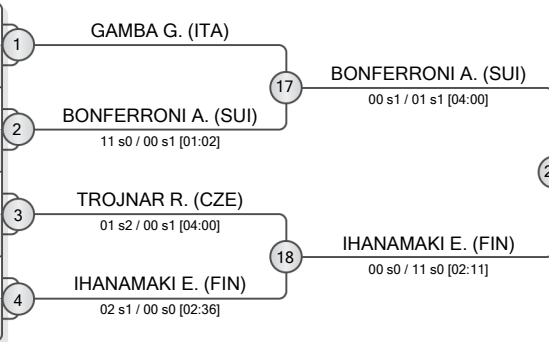 1
GAMBA G. (ITA)
17
BONFERRONI A. (SUI)
00 s1 / 01 s1 [04:00]
2
BONFERRONI A. (SUI)
11 s0 / 00 s1 [01:02]
3
TROJNAR R. (CZE)
01 s2 / 00 s1 [04:00]
18
IHANAMAKI E. (FIN)
00 s0 / 11 s0 [02:11]
4
IHANAMAKI E. (FIN)
02 s1 / 00 s0 [02:36]